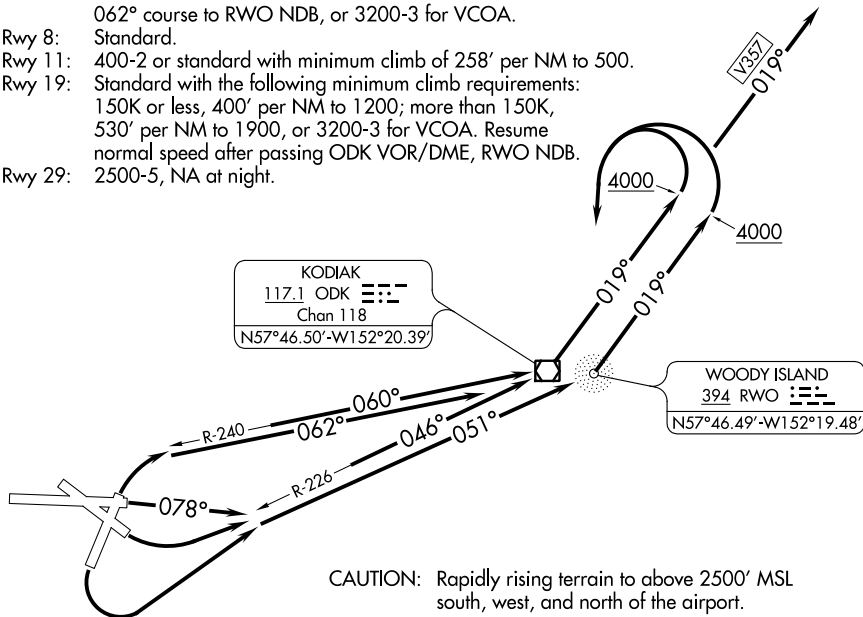 062° course to RWO NDB, or 3200-3 for VCOA.
Rwy 8: Standard.
Rwy 11: 400-2 or standard with minimum climb of 258' per NM to 500.
Rwy 19: Standard with the following minimum climb requirements:
150K or less, 400' per NM to 1200; more than 150K,
530' per NM to 1900, or 3200-3 for VCOA. Resume
normal speed after passing ODK VOR/DME, RWO NDB.
Rwy 29: 2500-5, NA at night.
V357
019°
4000
4000
019°
019°
KODIAK
117.1 ODK
Chan 118
N57°46.50'-W152°20.39'
WOODY ISLAND
394 RWO
N57°46.49'-W152°19.48'
060°
R-240
062°
046°
051°
R-226
078°
CAUTION: Rapidly rising terrain to above 2500' MSL
south, west, and north of the airport.